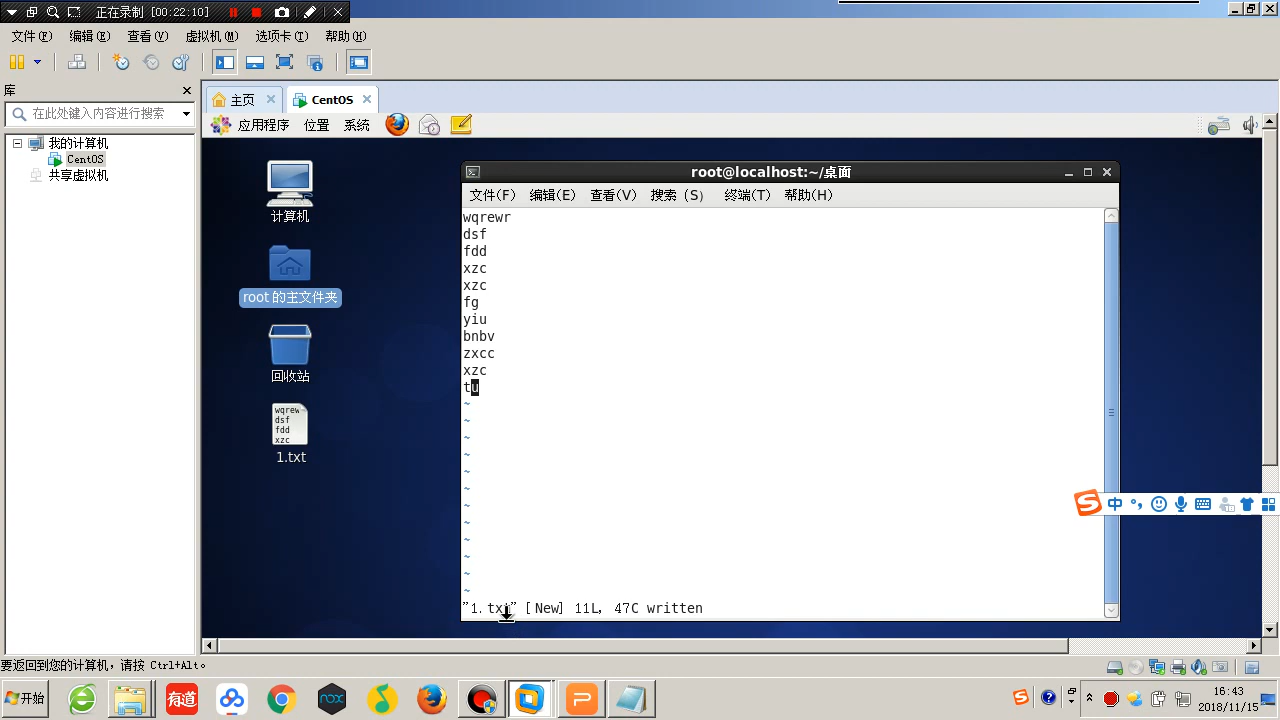 正在录制 [00:22:10]
文件(F) 编辑(E) 查看(V) 虚拟机(M) 选项卡(T) 帮助(H)
库
在此处键入内容进行搜索
我的计算机
CentOS
共享虚拟机
主页
CentOS
应用程序 位置 系统
计算机
root 的主文件夹
回收站
wqrew
dsf
fdd
xzc
1.txt
root@localhost:~/桌面
文件(F) 编辑(E) 查看(V) 搜索 (S) 终端(T) 帮助(H)
wqrewr
dsf
fdd
xzc
xzc
fg
yiu
bnbv
zxcc
xzc
tu
~
~
~
~
~
~
~
~
~
~
~
~
"1.txt" [New] 11L, 47C written
中
要返回到您的计算机，请按 Ctrl+Alt。
开始
有道
nox
16:43
2018/11/15